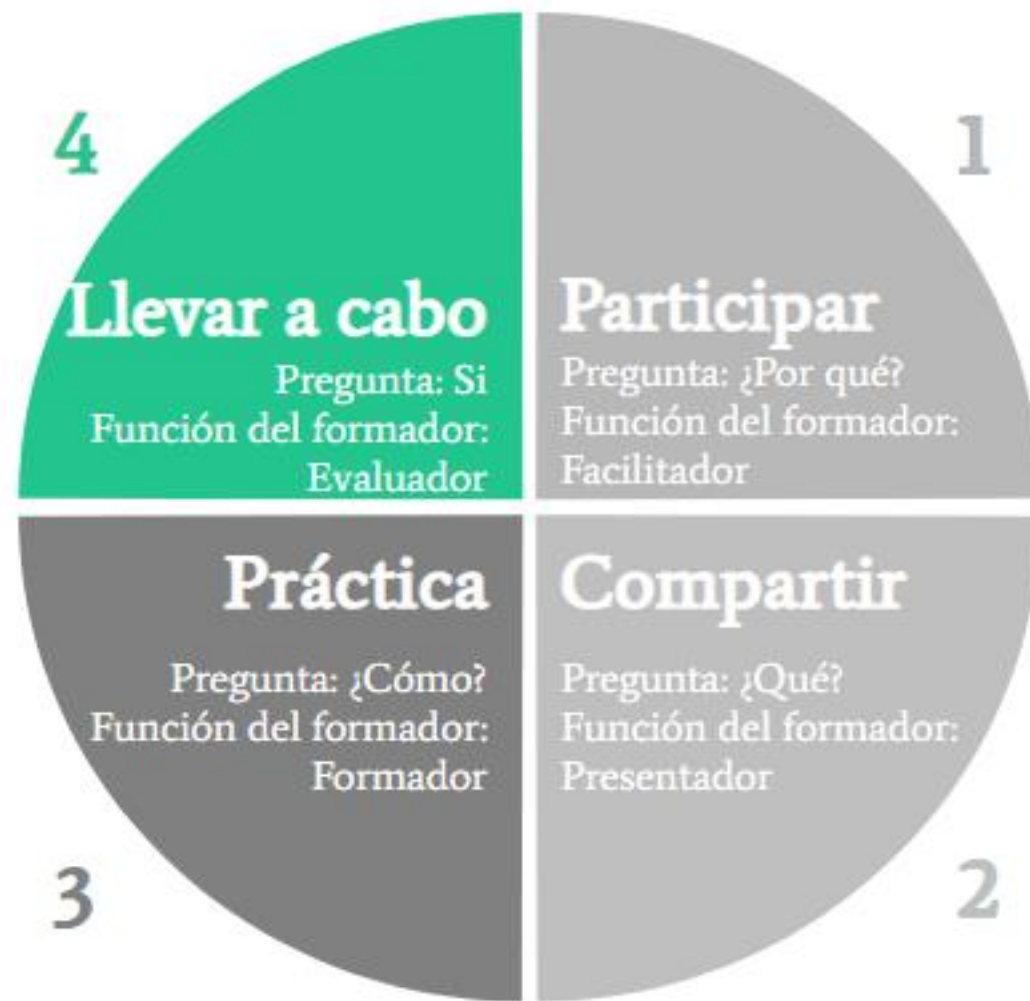 4
Llevar a cabo
Pregunta: Si
Función del formador:
Evaluador
1
Participar
Pregunta: ¿Por qué?
Función del formador:
Facilitador
Práctica
Pregunta: ¿Cómo?
Función del formador:
Formador
3
Compartir
Pregunta: ¿Qué?
Función del formador:
Presentador
2